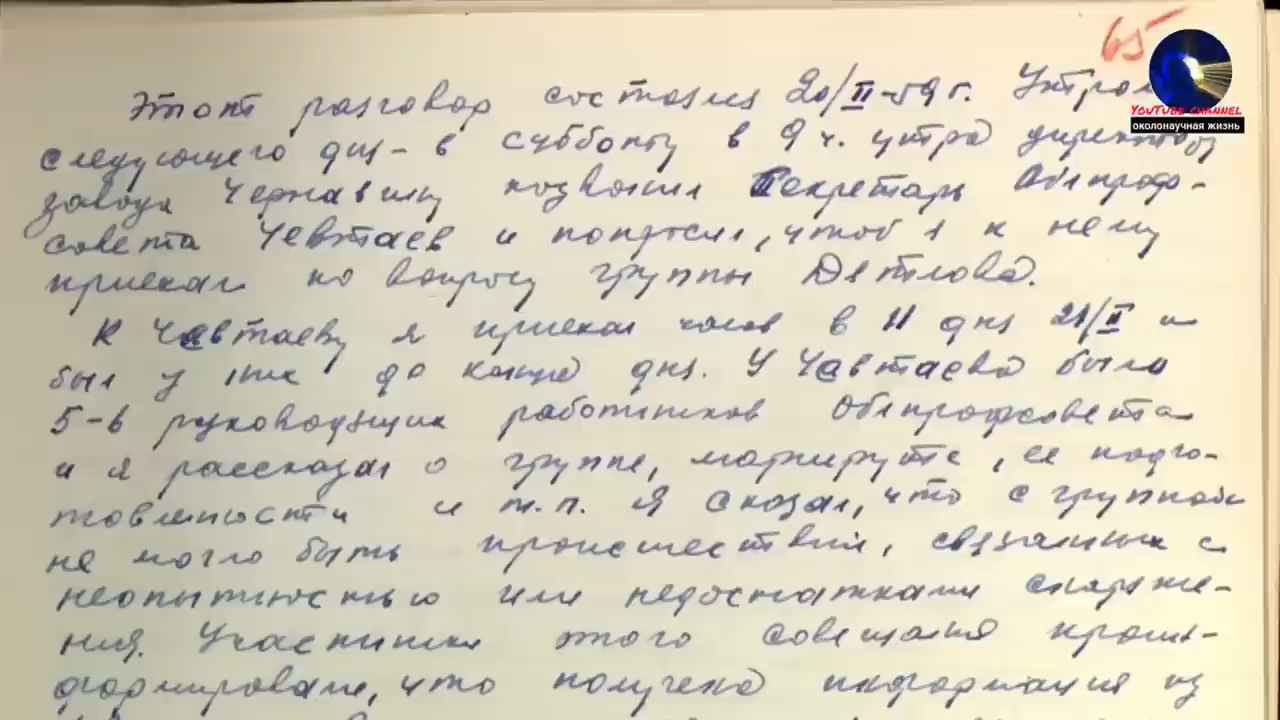 65
YouTube channel
околонаучная жизнь
Этот разговор состоялся 20/II-59 г. Утром
следующего дня - в субботу в 9 ч. утра директору
завода Чернавину позвонил Секретарь Облпроф-
совета Чевтаев и попросил, чтоб я к нему
приехал по вопросу группы Дятлова.
К Чевтаеву я приехал часов в 11 дня 21/II и
был у них до конца дня. У Чевтаева было
5-6 руководящих работников Облпрофсовета
и я рассказал о группе, маршруте, ее подго-
товленности и т.п. Я сказал, что с группой
не могло быть происшествий, связанных с
неопытностью или недостатками снаряже-
ния. Участники этого совещания проин-
формировали, что получена информация из